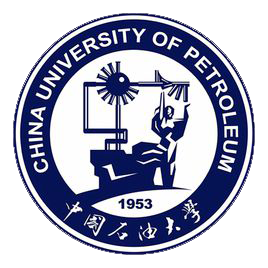 CHINA UNIVERSITY OF PETROLEUM
1953
中国石油大学